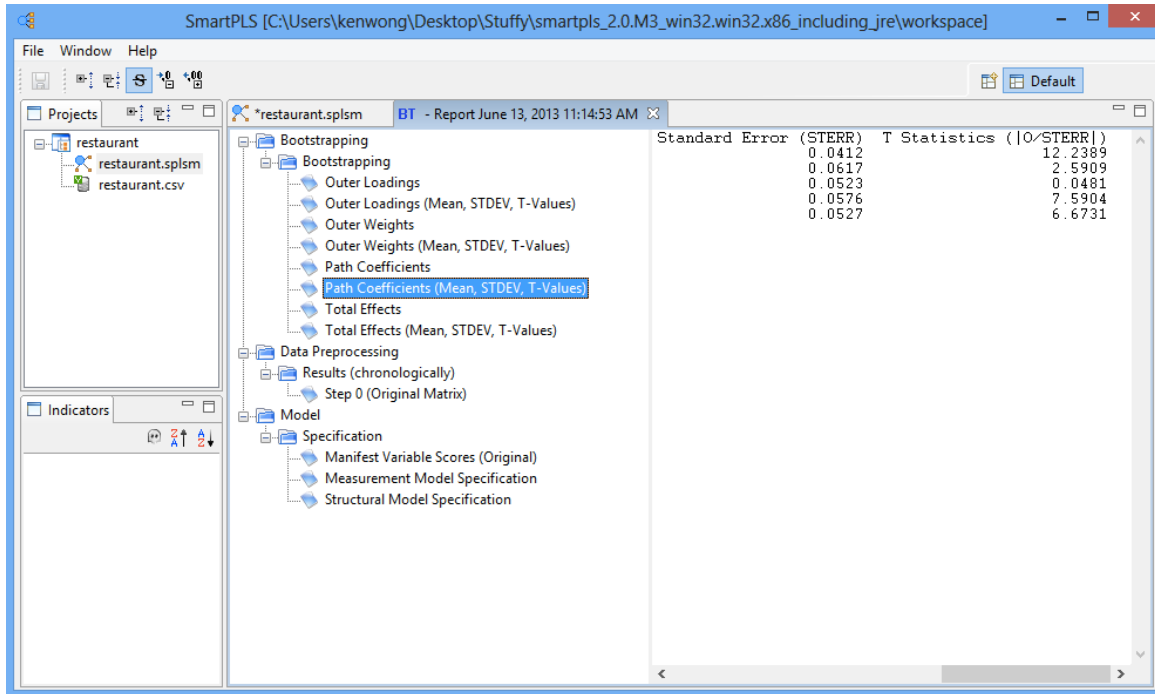 SmartPLS [C:\Users\kenwong\Desktop\Stuffy\smartpls_2.0.M3_win32.win32.x86_including_jre\workspace]
File Window Help
Default
Projects
restaurant
restaurant.splsm
restaurant.csv
Indicators
*restaurant.splsm
BT - Report June 13, 2013 11:14:53 AM
Bootstrapping
Bootstrapping
Outer Loadings
Outer Loadings (Mean, STDEV, T-Values)
Outer Weights
Outer Weights (Mean, STDEV, T-Values)
Path Coefficients
Path Coefficients (Mean, STDEV, T-Values)
Total Effects
Total Effects (Mean, STDEV, T-Values)
Data Preprocessing
Results (chronologically)
Step 0 (Original Matrix)
Model
Specification
Manifest Variable Scores (Original)
Measurement Model Specification
Structural Model Specification
Standard Error (STERR) T Statistics (|O/STERR|)
0.0412 12.2389
0.0617 2.5909
0.0523 0.0481
0.0576 7.5904
0.0527 6.6731